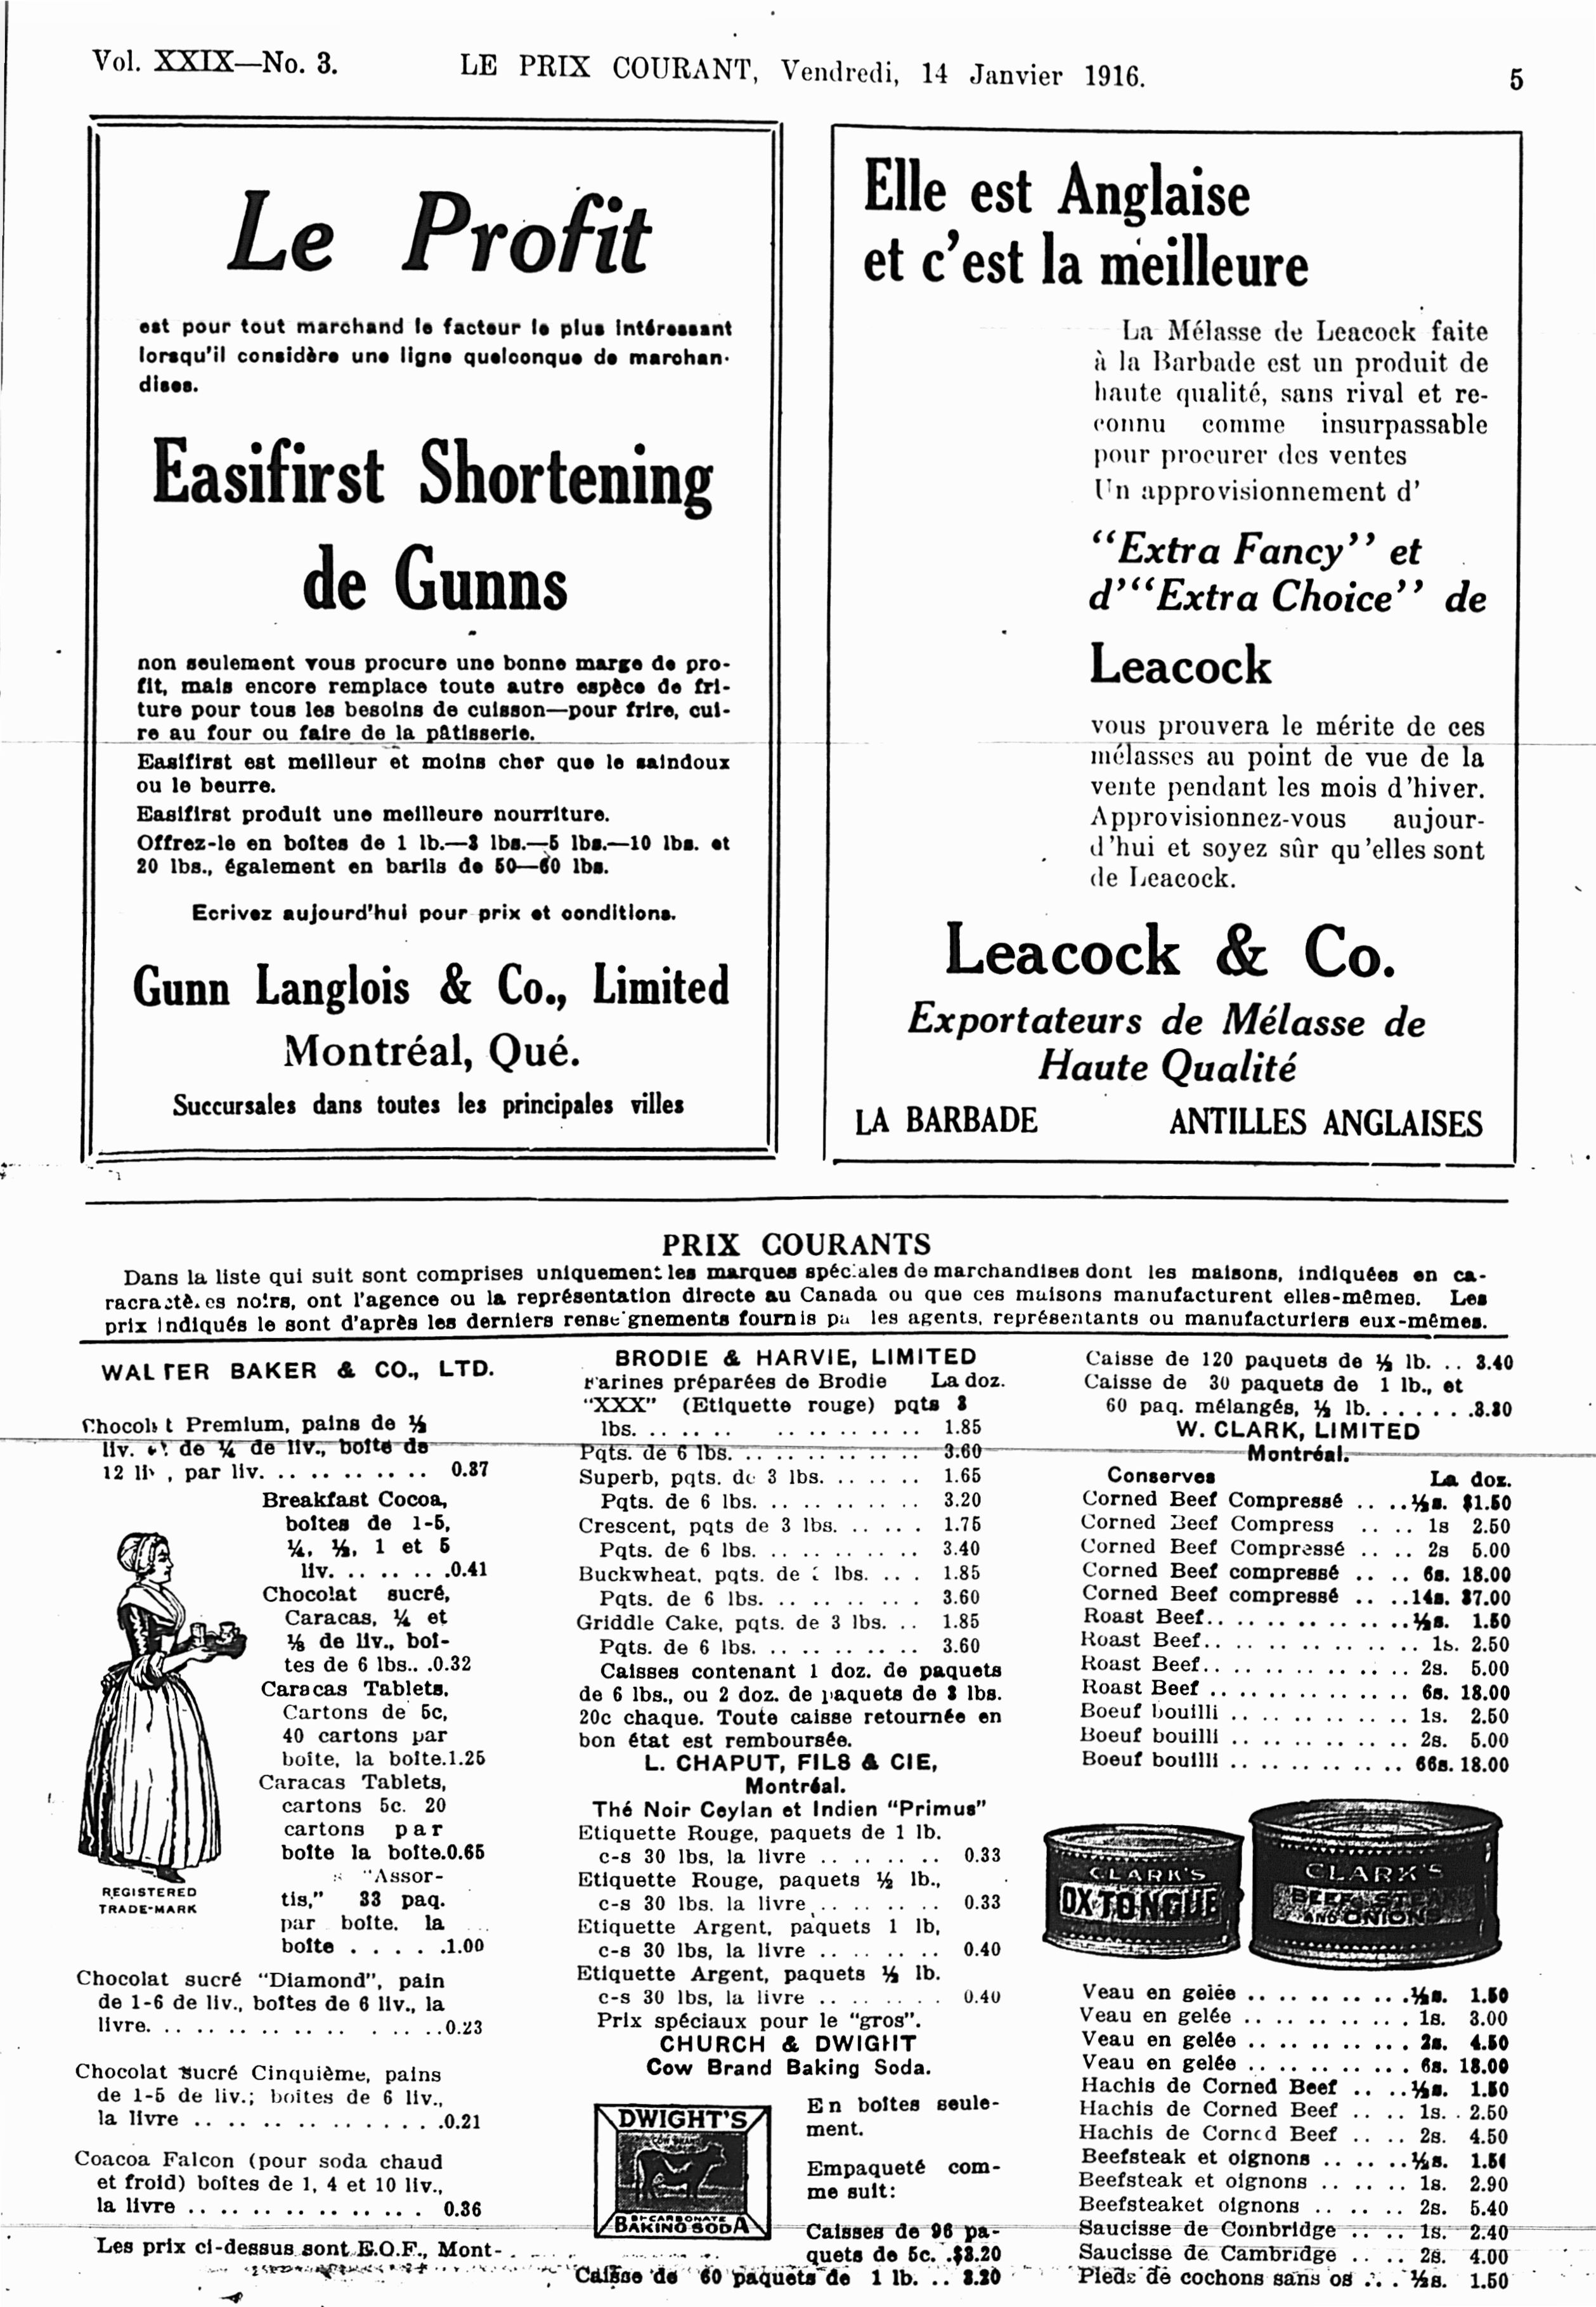 Vol. XXIX—No. 3.
LE PRIX COURANT, Vendredi, 14 Janvier 1916.
5
Le Profit
est pour tout marchand le facteur le plus intéressant
lorsqu'il considère une ligne quelconque de marchan-
dises.
Easifirst Shortening
de Gunns
non seulement vous procure une bonne marge de pro-
fit, mais encore remplace toute autre espèce de fri-
ture pour tous les besoins de cuisson—pour frire, cui-
re au four ou faire de la pâtisserie.
Easifirst est meilleur et moins cher que le saindoux
ou le beurre.
Easifirst produit une meilleure nourriture.
Offrez-le en boîtes de 1 lb.—3 lbs.—5 lbs.—10 lbs. et
20 lbs., également en barils de 50—60 lbs.
Ecrivez aujourd'hui pour prix et conditions.
Gunn Langlois & Co., Limited
Montréal, Qué.
Succursales dans toutes les principales villes
Elle est Anglaise
et c'est la meilleure
La Mélasse de Leacock faite
à la Barbade est un produit de
haute qualité, sans rival et re-
connu comme insurpassable
pour procurer des ventes
Un approvisionnement d'
"Extra Fancy" et
d'"Extra Choice" de
Leacock
vous prouvera le mérite de ces
mélasses au point de vue de la
vente pendant les mois d'hiver.
Approvisionnez-vous aujour-
d'hui et soyez sûr qu'elles sont
de Leacock.
Leacock & Co.
Exportateurs de Mélasse de
Haute Qualité
LA BARBADE ANTILLES ANGLAISES
PRIX COURANTS
Dans la liste qui suit sont comprises uniquement les marques spéciales de marchandises dont les maisons, indiquées en ca-
noirs, ont l'agence ou la représentation directe au Canada ou que ces maisons manufacturent elles-mêmes. Les
prix indiqués le sont d'après les derniers renseignements fournis les agents, représentants ou manufacturiers eux-mêmes.
WALTER BAKER & CO., LTD.
Chocolat Premium, pains de ½
liv. et de ¼ de liv., boîte de
12 liv, par liv. .. .. .. .. .. 0.37
Breakfast Cocoa,
boîtes de 1-5,
¼, ½, 1 et 5
liv. .. .. .. .0.41
Chocolat sucré,
Caracas, ¼ et
⅛ de liv., boî-
tes de 6 lbs.. .0.32
Caracas Tablets.
Cartons de 5c,
40 cartons par
boîte, la boîte.1.25
Caracas Tablets,
cartons 5c. 20
cartons par
boîte la boîte.0.65
"Assor-
tis," 33 paq.
par boîte. la
boîte . . . . .1.00
REGISTERED
TRADE-MARK
Chocolat sucré "Diamond", pain
de 1-6 de liv., boîtes de 6 liv., la
livre. .. .. .. .. .. .. .. ..0.23
Chocolat sucré Cinquième, pains
de 1-5 de liv.; boîtes de 6 liv.,
la livre .. .. .. .. .. .. .. .0.21
Coacoa Falcon (pour soda chaud
et froid) boîtes de 1, 4 et 10 liv.,
la livre .. .. .. .. .. .. .. 0.36
Les prix ci-dessus sont F.O.F., Mont-
BRODIE & HARVIE, LIMITED
Farines préparées de Brodie La doz.
"XXX" (Etiquette rouge) pqts 3
lbs. .. .. .. .. .. .. .. 1.85
Pqts. de 6 lbs. .. .. .. .. .. .. 3.60
Superb, pqts. de 3 lbs. .. .. .. 1.65
Pqts. de 6 lbs. .. .. .. .. .. 3.20
Crescent, pqts de 3 lbs. .. .. .. 1.75
Pqts. de 6 lbs. .. .. .. .. .. 3.40
Buckwheat, pqts. de lbs. .. .. 1.85
Pqts. de 6 lbs. .. .. .. .. .. 3.60
Griddle Cake, pqts. de 3 lbs. .. 1.85
Pqts. de 6 lbs. .. .. .. .. .. 3.60
Caisses contenant 1 doz. de paquets
de 6 lbs., ou 2 doz. de paquets de 3 lbs.
20c chaque. Toute caisse retournée en
bon état est remboursée.
L. CHAPUT, FILS & CIE,
Montréal.
Thé Noir Ceylan et Indien "Primus"
Etiquette Rouge, paquets de 1 lb.
c-s 30 lbs, la livre .. .. .. .. 0.33
Etiquette Rouge, paquets ½ lb.,
c-s 30 lbs. la livre .. .. .. .. 0.33
Etiquette Argent, paquets 1 lb,
c-s 30 lbs, la livre .. .. .. .. 0.40
Etiquette Argent, paquets ½ lb.
c-s 30 lbs, la livre .. .. .. .. 0.40
Prix spéciaux pour le "gros".
CHURCH & DWIGHT
Cow Brand Baking Soda.
DWIGHT'S
COW BRAND
BI-CARBONATE
BAKING SODA
En boîtes seule-
ment.
Empaqueté com-
me suit:
Caisses de 96 pa-
quets de 5c. .$3.20
Caisse de 60 paquets de 1 lb. .. 3.20
Caisse de 120 paquets de ½ lb. .. 3.40
Caisse de 30 paquets de 1 lb., et
60 paq. mélangés, ½ lb. .. .. .. .3.30
W. CLARK, LIMITED
Montréal.
Conserves La doz.
Corned Beef Compressé .. ..½s. $1.50
Corned Beef Compress .. .. 1s 2.50
Corned Beef Compressé .. .. 2s 5.00
Corned Beef compressé .. .. 6s. 18.00
Corned Beef compressé .. ..14s. 37.00
Roast Beef.. .. .. .. .. .. ..½s. 1.50
Roast Beef.. .. .. .. .. .. .. 1s. 2.50
Roast Beef.. .. .. .. .. .. .. 2s. 5.00
Roast Beef .. .. .. .. .. .. .. 6s. 18.00
Boeuf bouilli .. .. .. .. .. .. 1s. 2.50
Boeuf bouilli .. .. .. .. .. .. 2s. 5.00
Boeuf bouilli .. .. .. .. .. .. 66s. 18.00
CLARK'S
OX TONGUE
CLARK'S
BEEF STEAK
AND ONIONS
Veau en gelée .. .. .. .. .. .½s. 1.50
Veau en gelée .. .. .. .. .. .. 1s. 3.00
Veau en gelée .. .. .. .. .. .. 2s. 4.50
Veau en gelée .. .. .. .. .. .. 6s. 18.00
Hachis de Corned Beef .. ..½s. 1.50
Hachis de Corned Beef .. .. 1s. . 2.50
Hachis de Corned Beef .. .. 2s. 4.50
Beefsteak et oignons .. .. ..½s.
Beefsteak et oignons .. .. .. 1s. 2.90
Beefsteaket oignons .. .. .. 2s. 5.40
Saucisse de Coinbridge .. .. 1s. 2.40
Saucisse de Cambridge .. .. 2s. 4.00
Pieds de cochons sans os .. . ½s. 1.50